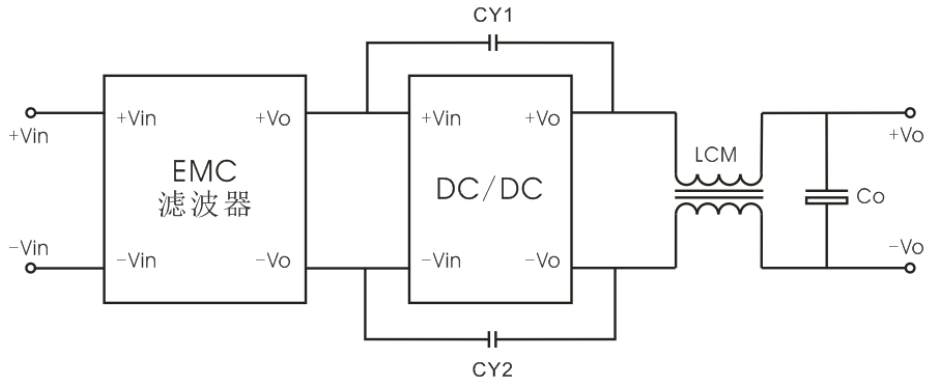 CY1
+Vin
+Vin
+Vo
+Vin
+Vo
LCM
+Vo
EMC
滤波器
DC/DC
Co
-Vin
-Vin
-Vo
-Vin
-Vo
-Vo
CY2